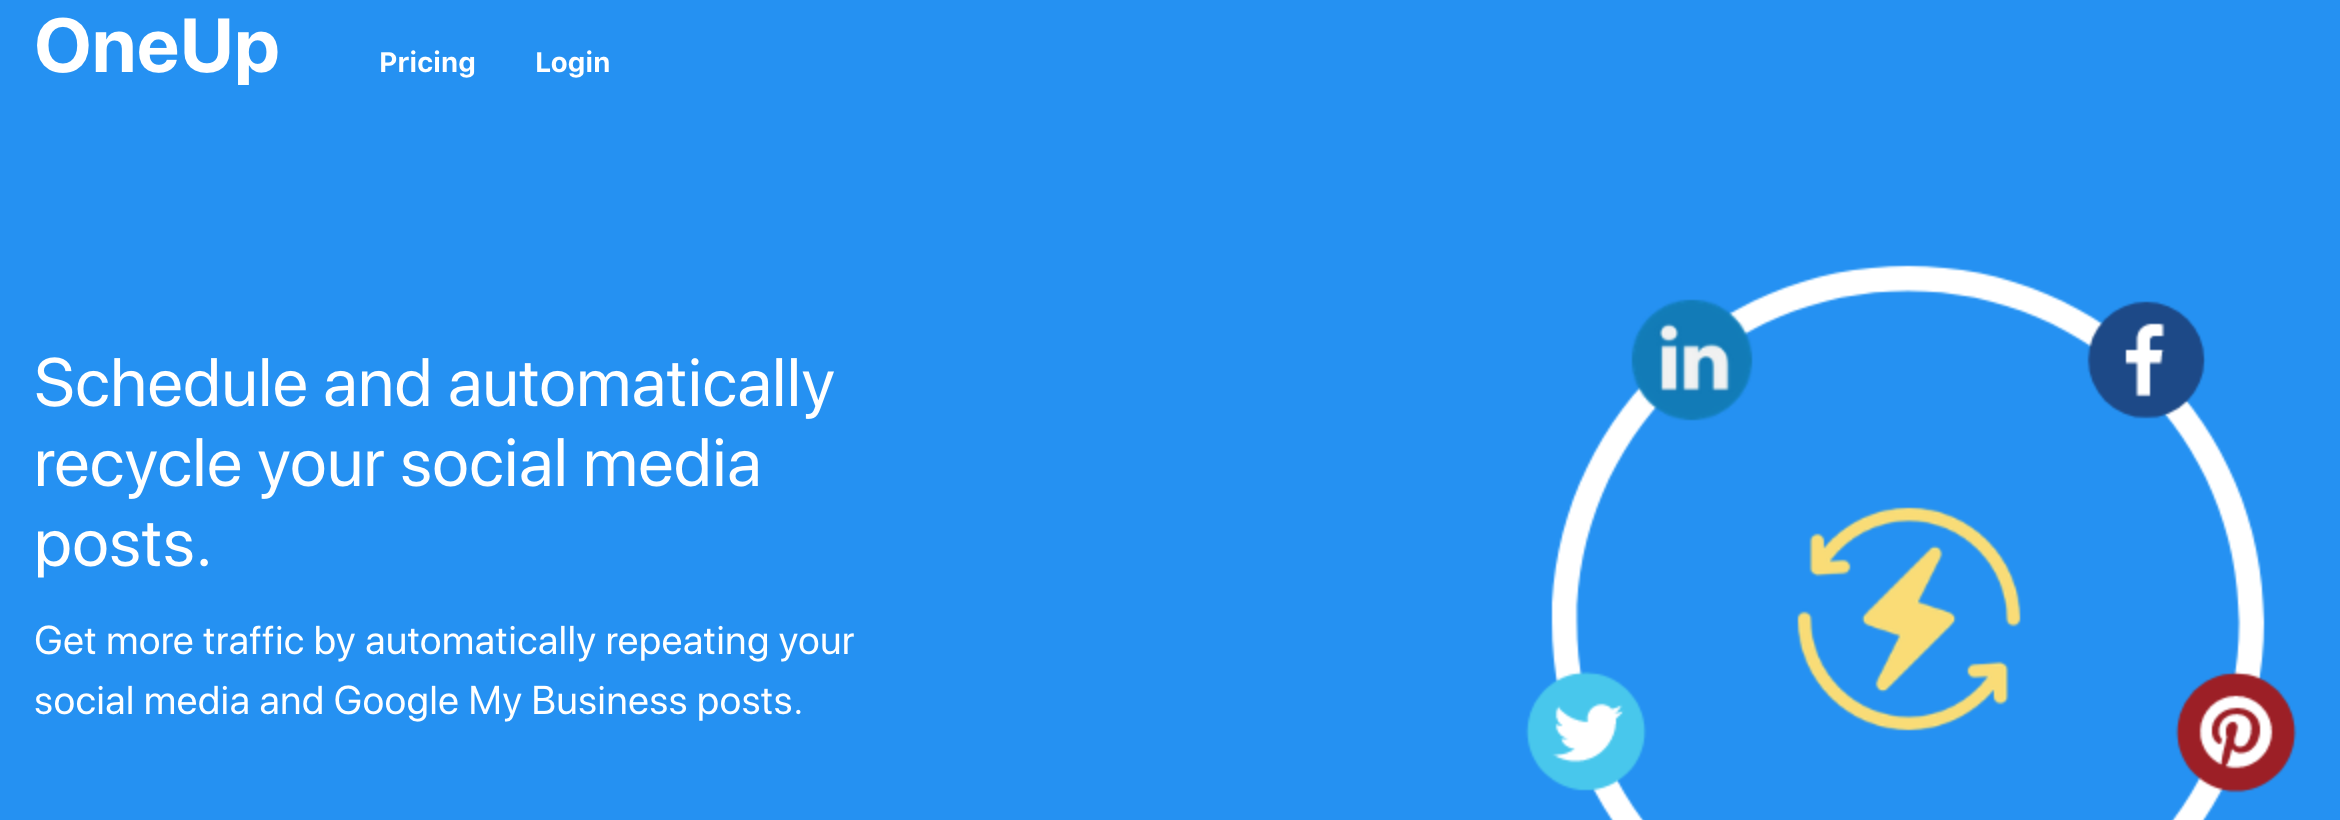 OneUp
Pricing
Login
Schedule and automatically
recycle your social media
posts.
Get more traffic by automatically repeating your
social media and Google My Business posts.
in
f